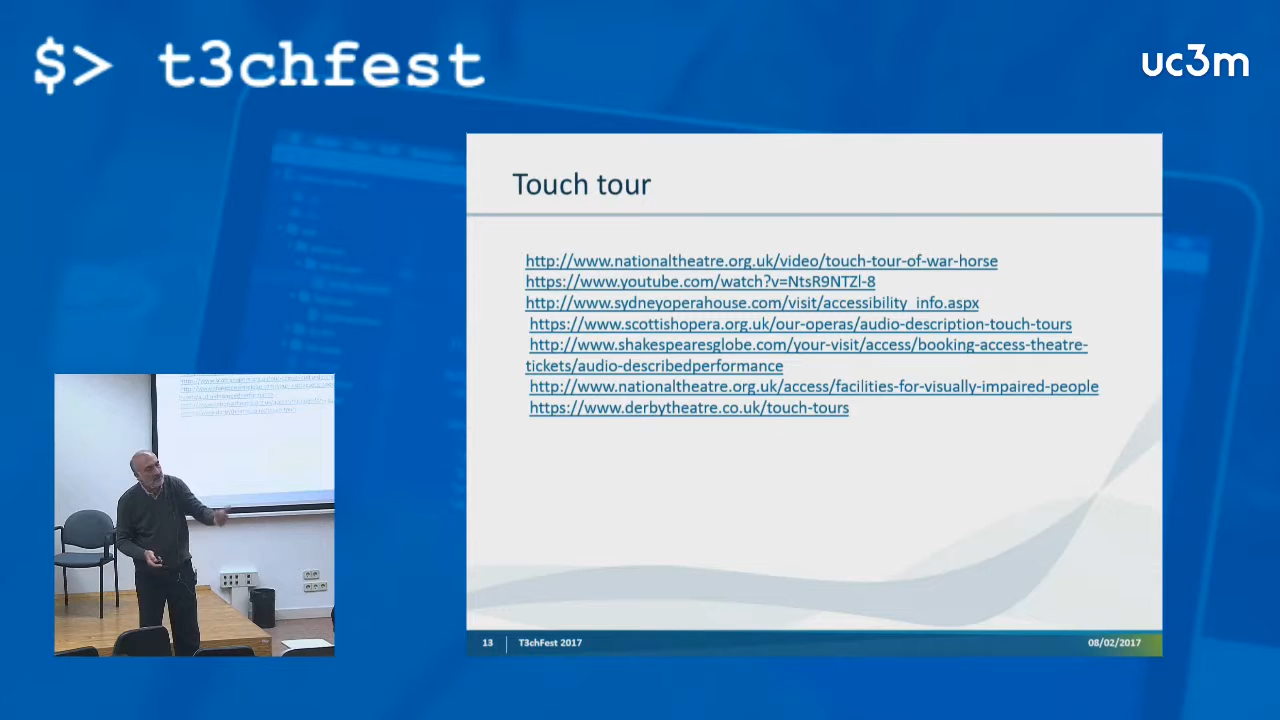 $> t3chfest
uc3m
Touch tour
http://www.nationaltheatre.org.uk/video/touch-tour-of-war-horse
https://www.youtube.com/watch?v=NtsR9NTZl-8
http://www.sydneyoperahouse.com/visit/accessibility_info.aspx
https://www.scottishopera.org.uk/our-operas/audio-description-touch-tours
http://www.shakespearesglobe.com/your-visit/access/booking-access-theatre-
tickets/audio-describedperformance
http://www.nationaltheatre.org.uk/access/facilities-for-visually-impaired-people
https://www.derbytheatre.co.uk/touch-tours
13 T3chFest 2017 08/02/2017